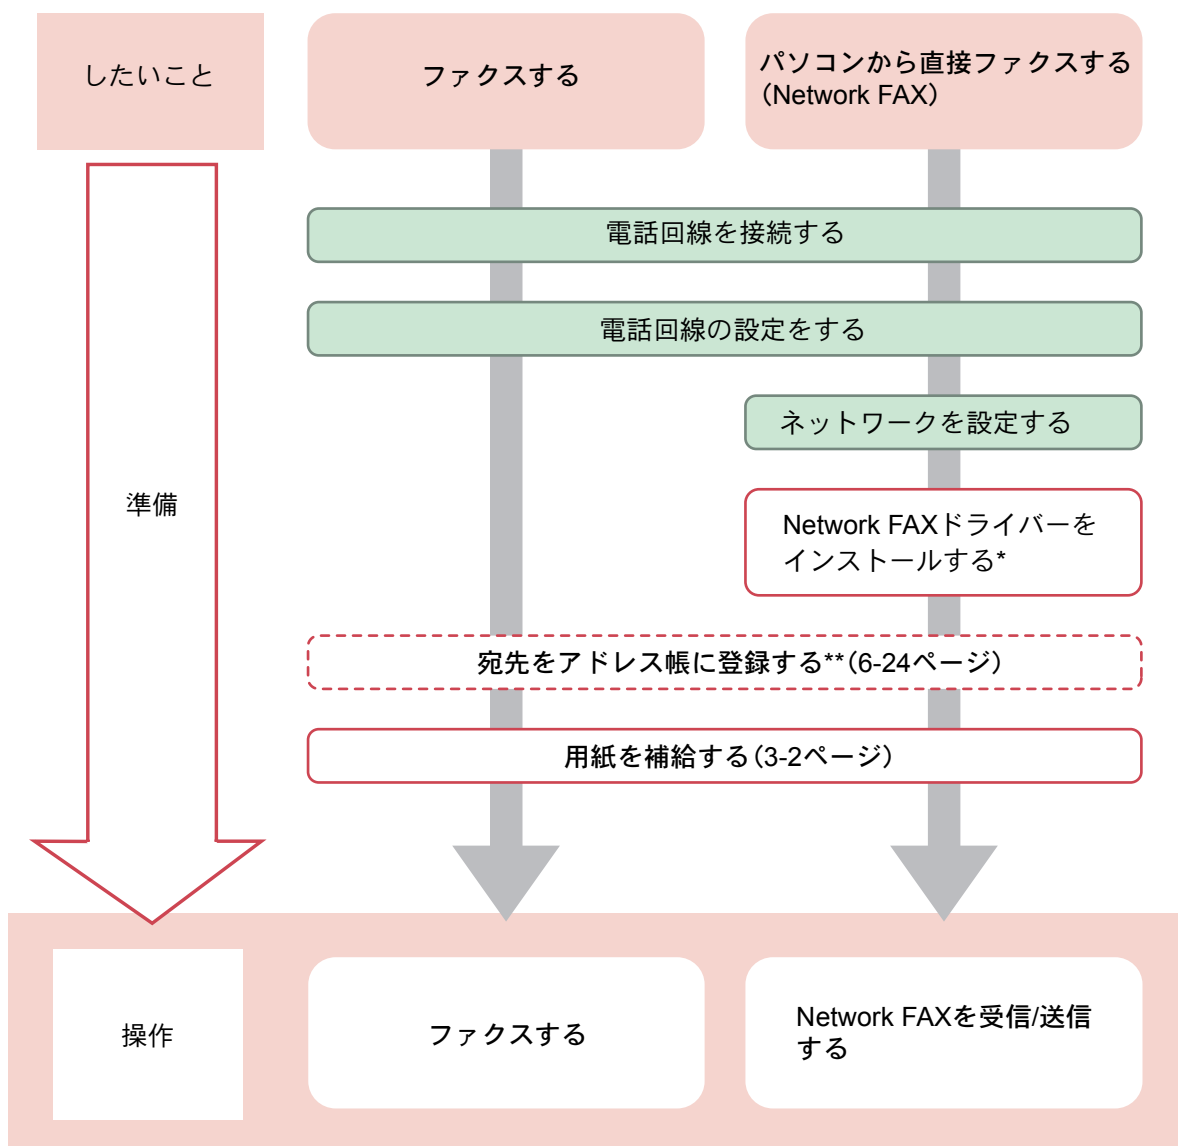 したいこと
ファクスする
パソコンから直接ファクスする
（Network FAX）
電話回線を接続する
電話回線の設定をする
ネットワークを設定する
準備
Network FAXドライバーを
インストールする*
宛先をアドレス帳に登録する**（6-24ページ）
用紙を補給する（3-2ページ）
操作
ファクスする
Network FAXを受信/送信
する